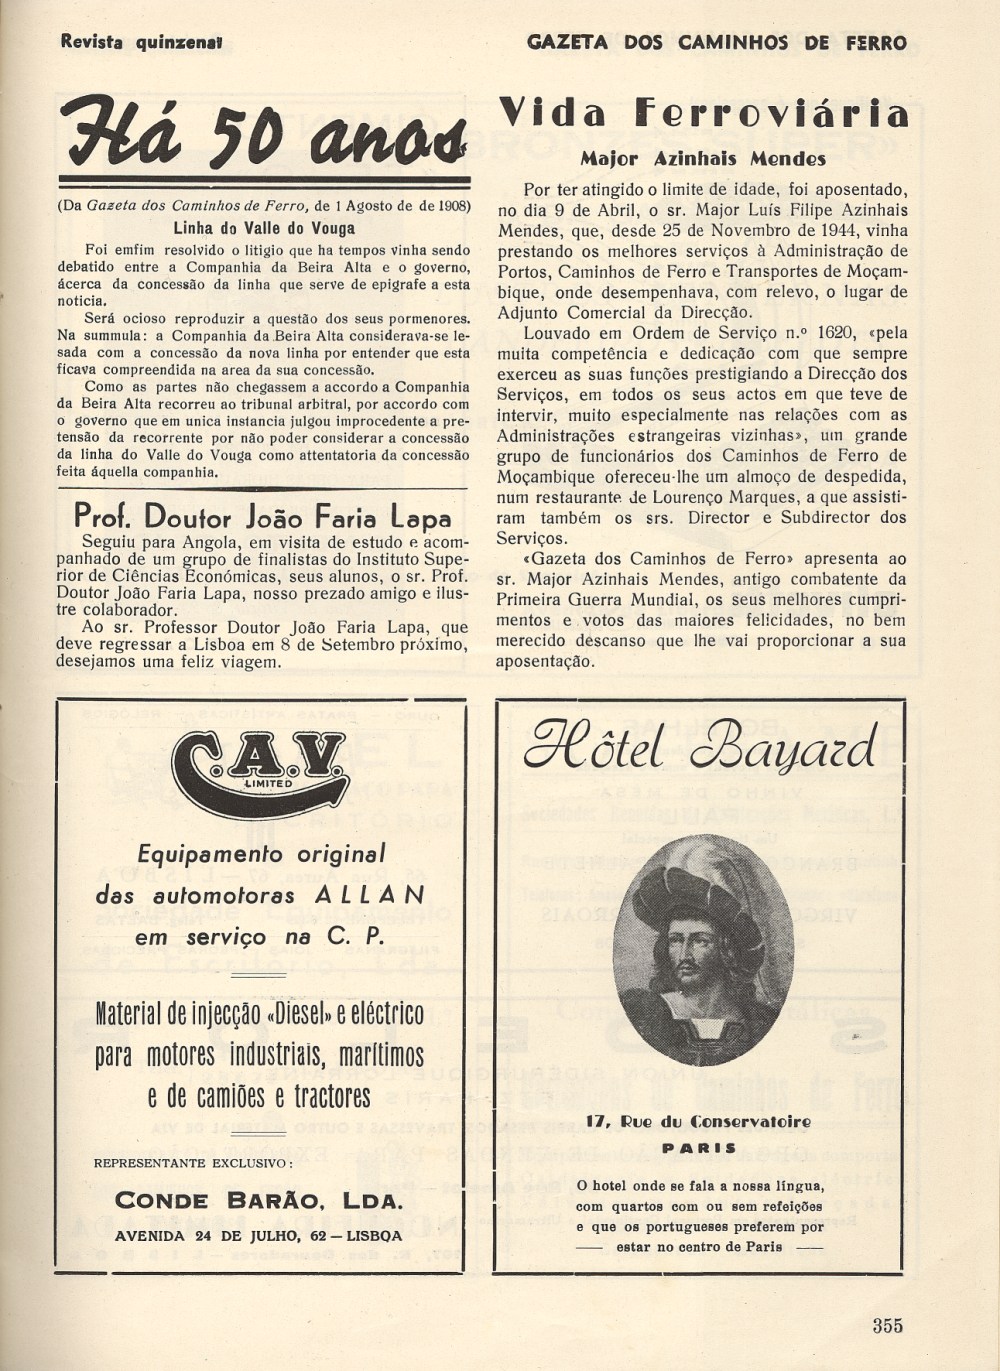 Revista quinzenal
GAZETA DOS CAMINHOS DE FERRO
Há 50 anos
(Da Gazeta dos Caminhos de Ferro, de 1 Agosto de de 1908)
Linha do Valle do Vouga
Foi emfim resolvido o litigio que ha tempos vinha sendo
debatido entre a Companhia da Beira Alta e o governo,
ácerca da concessão da linha que serve de epigrafe a esta
noticia.
Será ocioso reproduzir a questão dos seus pormenores.
Na summula: a Companhia da Beira Alta considerava-se le-
sada com a concessão da nova linha por entender que esta
ficava compreendida na area da sua concessão.
Como as partes não chegassem a accordo a Companhia
da Beira Alta recorreu ao tribunal arbitral, por accordo com
o governo que em unica instancia julgou improcedente a pre-
tensão da recorrente por não poder considerar a concessão
da linha do Valle do Vouga como attentatoria da concessão
feita áquella companhia.
Prof. Doutor João Faria Lapa
Seguiu para Angola, em visita de estudo e acom-
panhado de um grupo de finalistas do Instituto Supe-
rior de Ciências Económicas, seus alunos, o sr. Prof.
Doutor João Faria Lapa, nosso prezado amigo e ilus-
tre colaborador.
Ao sr. Professor Doutor João Faria Lapa, que
deve regressar a Lisboa em 8 de Setembro próximo,
desejamos uma feliz viagem.
Vida Ferroviária
Major Azinhais Mendes
Por ter atingido o limite de idade, foi aposentado,
no dia 9 de Abril, o sr. Major Luís Filipe Azinhais
Mendes, que, desde 25 de Novembro de 1944, vinha
prestando os melhores serviços à Administração de
Portos, Caminhos de Ferro e Transportes de Moçam-
bique, onde desempenhava, com relevo, o lugar de
Adjunto Comercial da Direcção.
Louvado em Ordem de Serviço n.º 1620, «pela
muita competência e dedicação com que sempre
exerceu as suas funções prestigiando a Direcção dos
Serviços, em todos os seus actos em que teve de
intervir, muito especialmente nas relações com as
Administrações estrangeiras vizinhas», um grande
grupo de funcionários dos Caminhos de Ferro de
Moçambique ofereceu-lhe um almoço de despedida,
num restaurante de Lourenço Marques, a que assisti-
ram também os srs. Director e Subdirector dos
Serviços.
«Gazeta dos Caminhos de Ferro» apresenta ao
sr. Major Azinhais Mendes, antigo combatente da
Primeira Guerra Mundial, os seus melhores cumpri-
mentos e votos das maiores felicidades, no bem
merecido descanso que lhe vai proporcionar a sua
aposentação.
C.A.V.
LIMITED
Equipamento original
das automotoras ALLAN
em serviço na C. P.
Material de injecção «Diesel» e eléctrico
para motores industriais, marítimos
e de camiões e tractores
REPRESENTANTE EXCLUSIVO:
CONDE BARÃO, LDA.
AVENIDA 24 DE JULHO, 62 — LISBOA
Hôtel Bayard
17, Rue du Conservatoire
PARIS
O hotel onde se fala a nossa língua,
com quartos com ou sem refeições
e que os portugueses preferem por
estar no centro de Paris
355